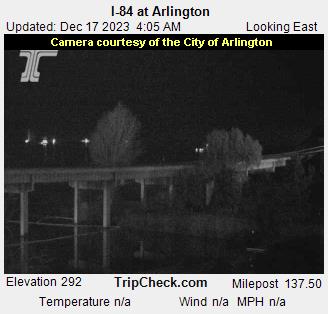 I-84 at Arlington
Updated: Dec 17 2023 4:05 AM Looking East
Camera courtesy of the City of Arlington
Elevation 292 TripCheck.com Milepost 137.50
Temperature n/a Wind n/a MPH n/a